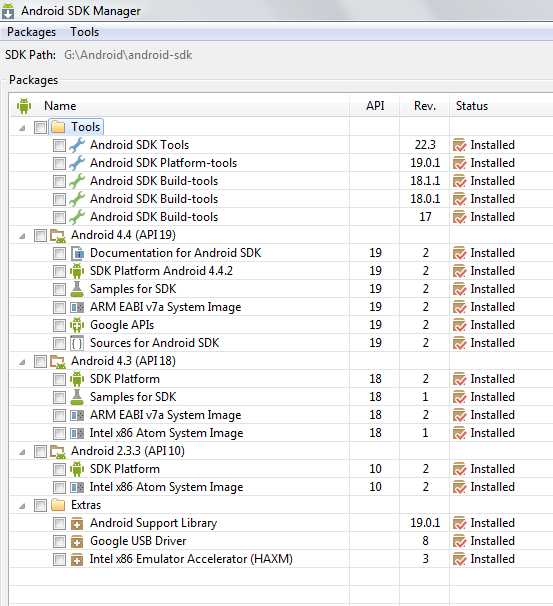 Android SDK Manager
Packages Tools
SDK Path: G:\Android\android-sdk
Packages
Name API Rev. Status
Tools
Android SDK Tools 22.3 Installed
Android SDK Platform-tools 19.0.1 Installed
Android SDK Build-tools 18.1.1 Installed
Android SDK Build-tools 18.0.1 Installed
Android SDK Build-tools 17 Installed
Android 4.4 (API 19)
Documentation for Android SDK 19 2 Installed
SDK Platform Android 4.4.2 19 2 Installed
Samples for SDK 19 2 Installed
ARM EABI v7a System Image 19 2 Installed
Google APIs 19 2 Installed
Sources for Android SDK 19 2 Installed
Android 4.3 (API 18)
SDK Platform 18 2 Installed
Samples for SDK 18 1 Installed
ARM EABI v7a System Image 18 2 Installed
Intel x86 Atom System Image 18 1 Installed
Android 2.3.3 (API 10)
SDK Platform 10 2 Installed
Intel x86 Atom System Image 10 2 Installed
Extras
Android Support Library 19.0.1 Installed
Google USB Driver 8 Installed
Intel x86 Emulator Accelerator (HAXM) 3 Installed